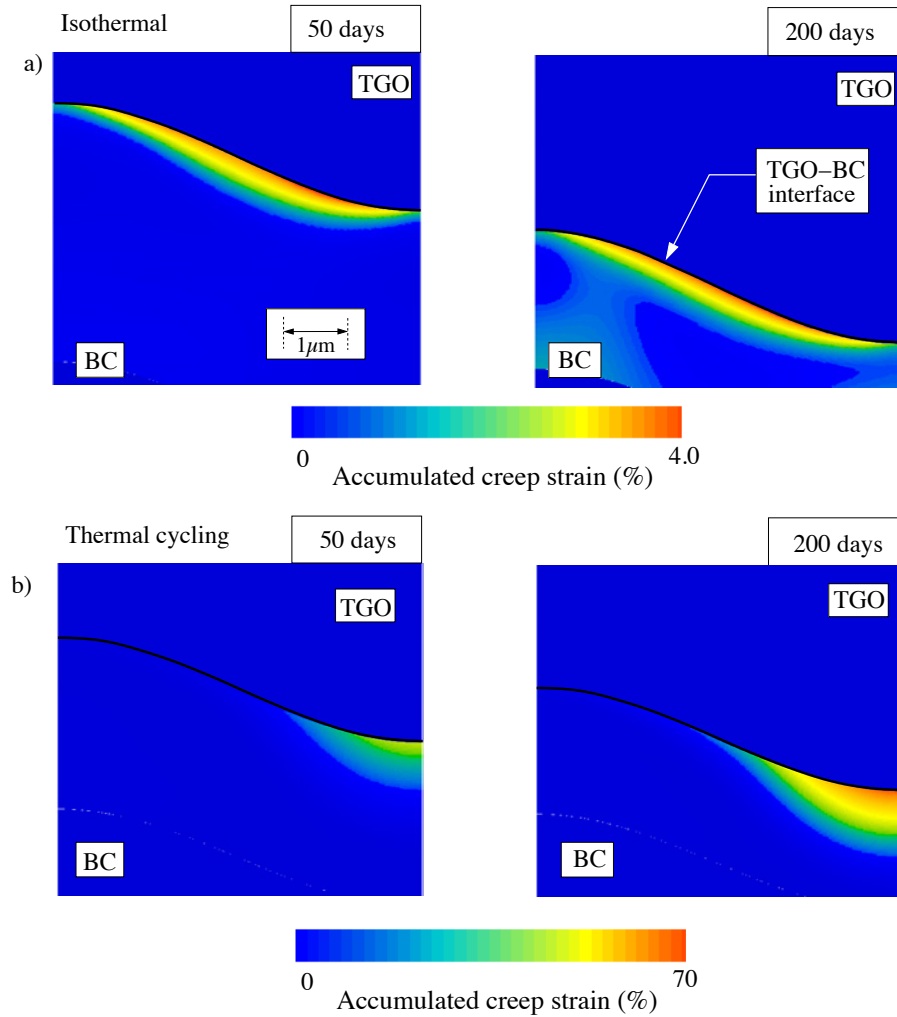 Isothermal
50 days
200 days
a)
TGO
TGO
TGO–BC
interface
1μm
BC
BC
0
4.0
Accumulated creep strain (%)
Thermal cycling
50 days
200 days
b)
TGO
TGO
BC
BC
0
70
Accumulated creep strain (%)